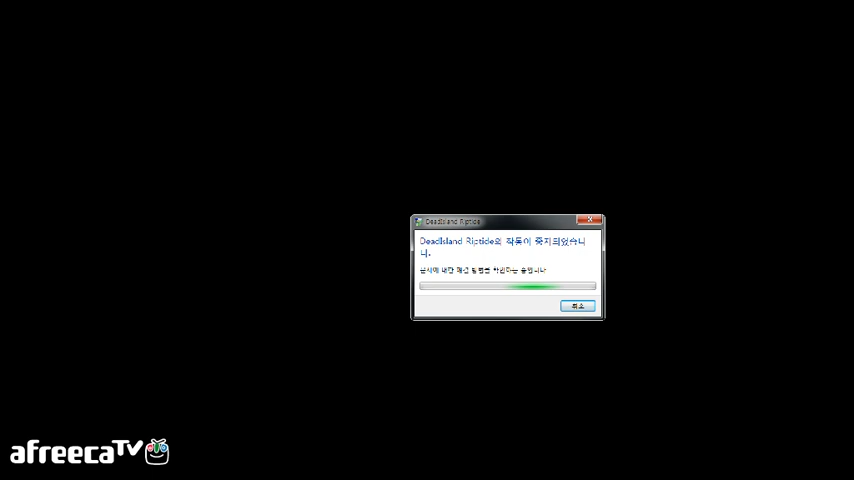 DeadIsland Riptide
DeadIsland Riptide의 작동이 중지되었습니
다.
문제에 대한 해결 방법을 확인하는 중입니다.
취소
afreecaTV